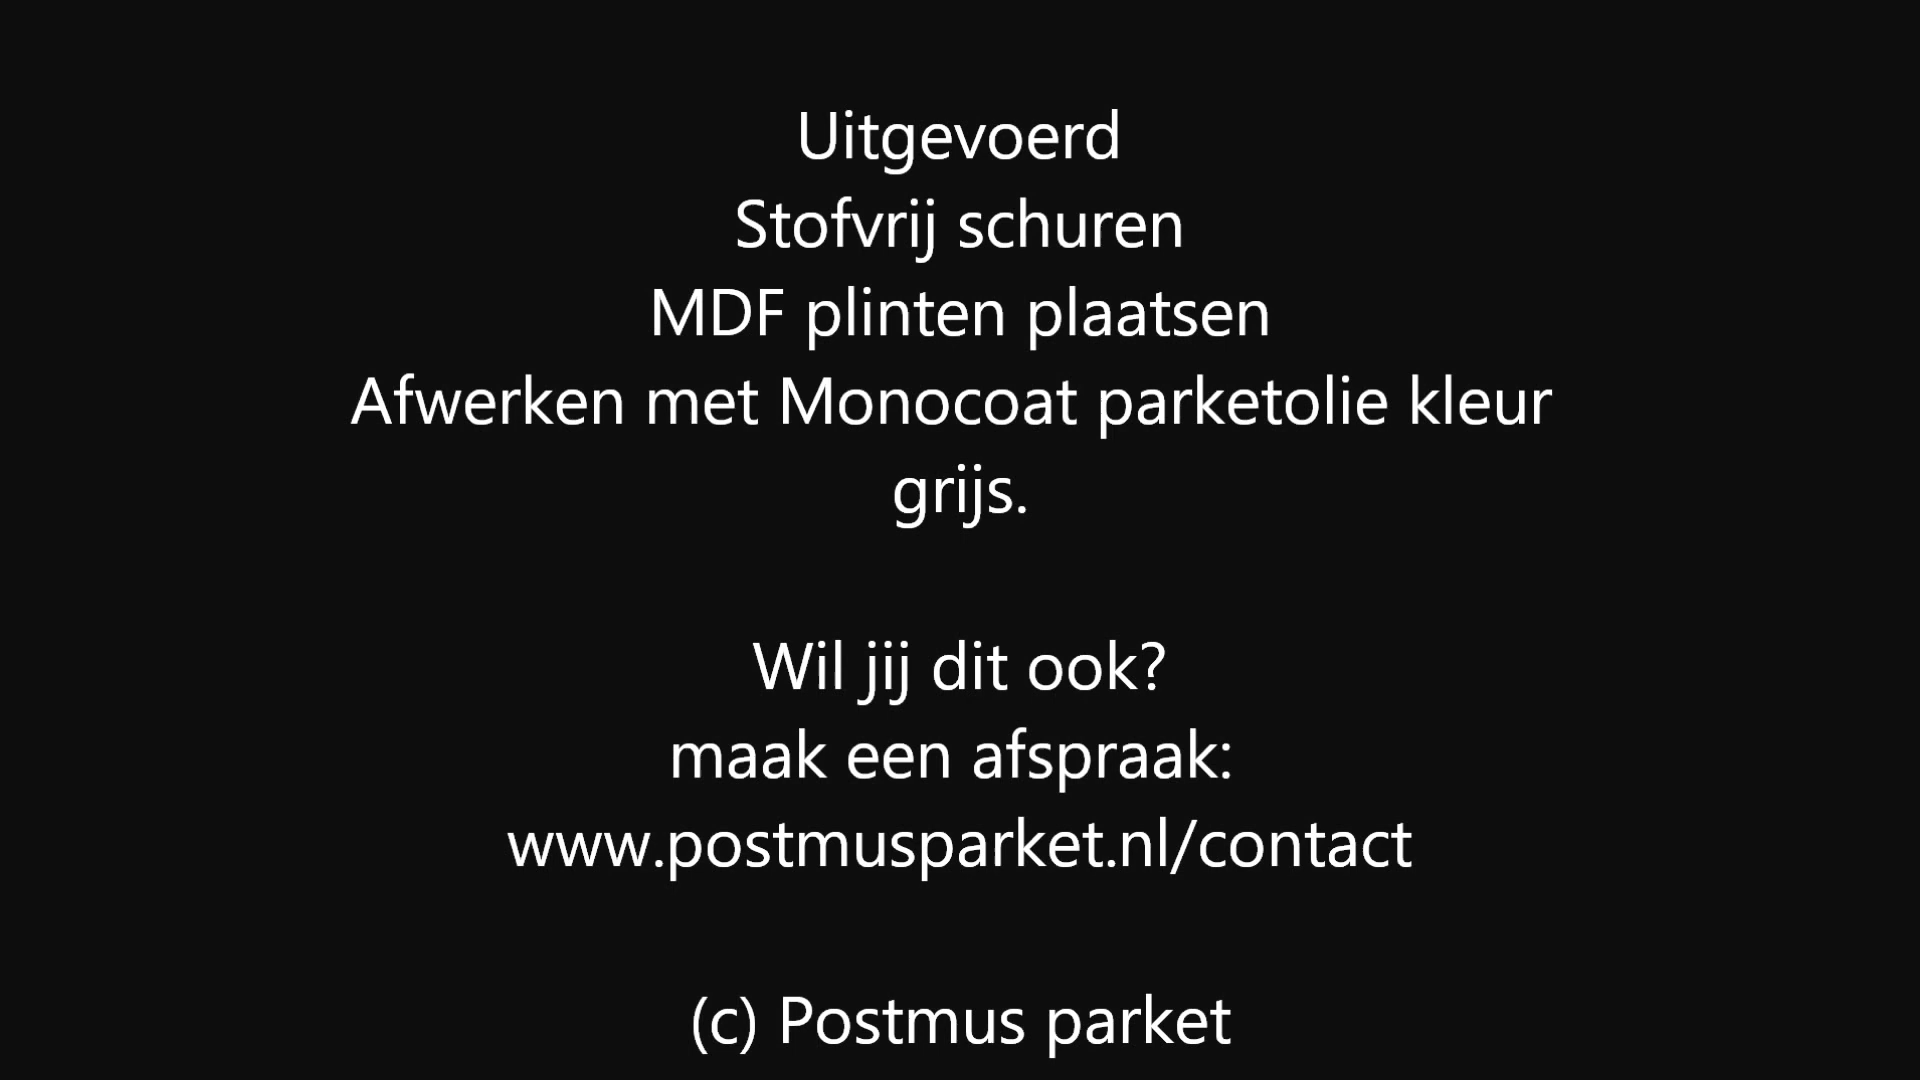 Uitgevoerd
Stofvrij schuren
MDF plinten plaatsen
Afwerken met Monocoat parketolie kleur
grijs.
Wil jij dit ook?
maak een afspraak:
www.postmusparket.nl/contact
(c) Postmus parket